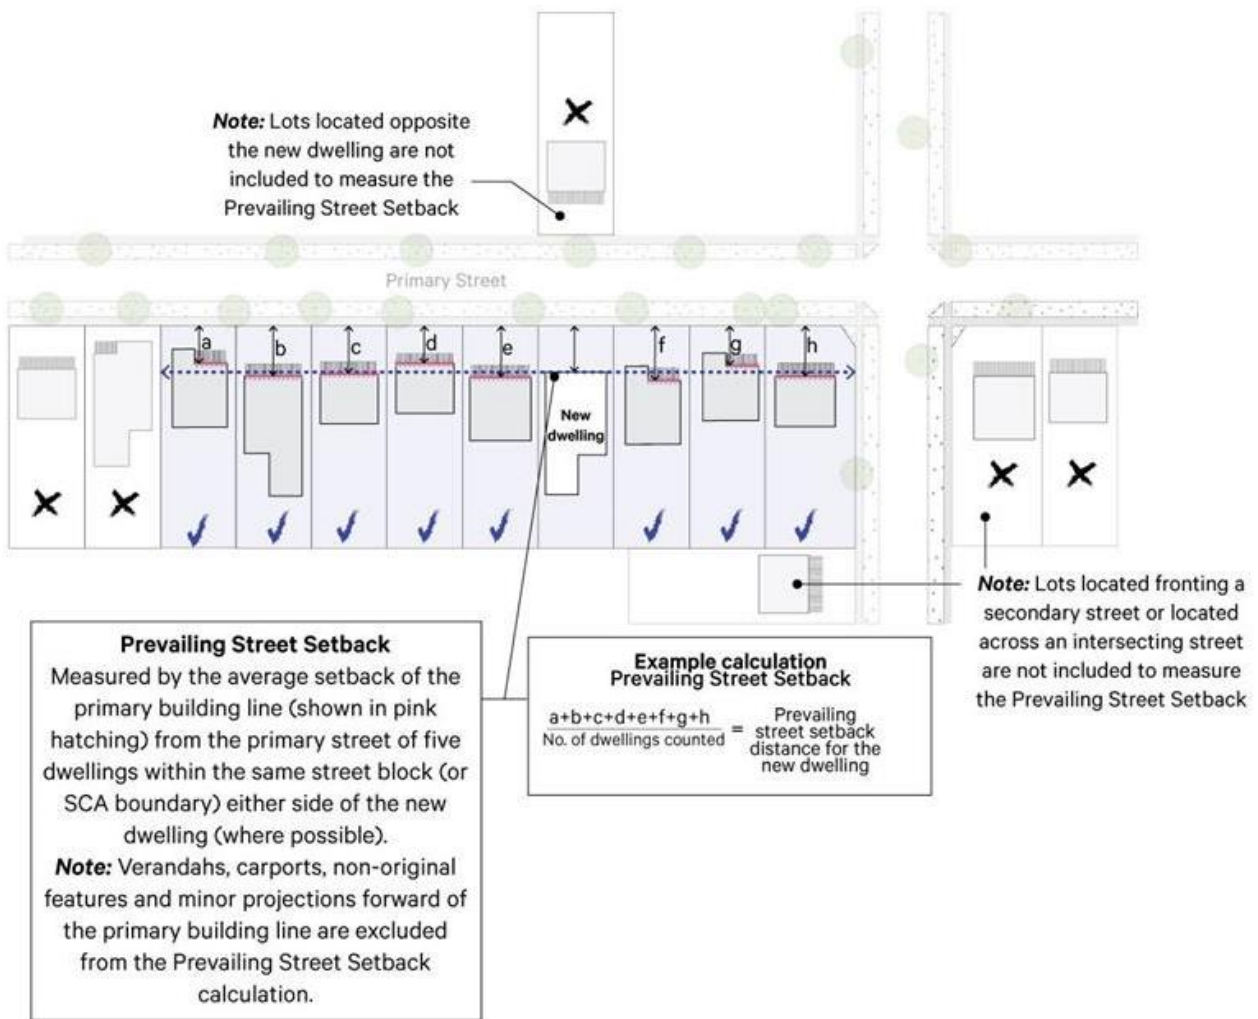 Note: Lots located opposite
the new dwelling are not
included to measure the
Prevailing Street Setback
Primary Street
a
b
c
d
e
f
g
h
New
dwelling
Note: Lots located fronting a
secondary street or located
across an intersecting street
are not included to measure
the Prevailing Street Setback
Prevailing Street Setback
Measured by the average setback of the
primary building line (shown in pink
hatching) from the primary street of five
dwellings within the same street block (or
SCA boundary) either side of the new
dwelling (where possible).
Note: Verandahs, carports, non-original
features and minor projections forward of
the primary building line are excluded
from the Prevailing Street Setback
calculation.
Example calculation
Prevailing Street Setback
a+b+c+d+e+f+g+h
No. of dwellings counted
=
Prevailing
street setback
distance for the
new dwelling